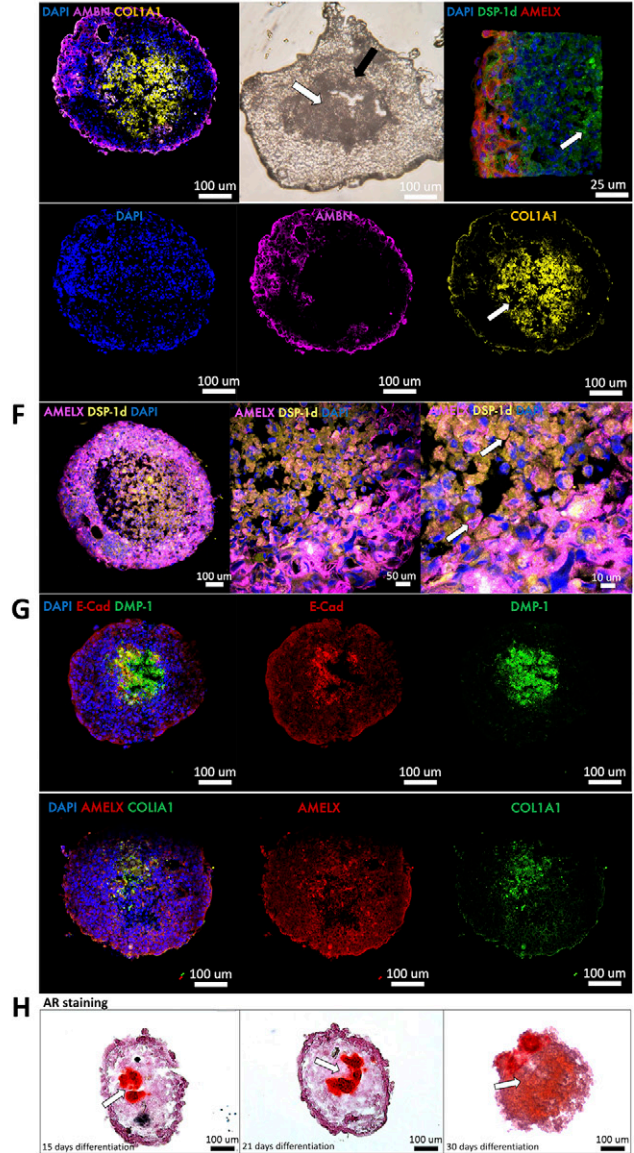 DAPI AMBN COL1A1
100 um
100 um
DAPI DSP-1d AMELX
25 um
DAPI
100 um
AMBN
100 um
COL1A1
100 um
F
AMELX DSP-1d DAPI
100 um
AMELX DSP-1d DAPI
50 um
AMELX DSP-1d DAPI
10 um
G
DAPI E-Cad DMP-1
100 um
E-Cad
100 um
DMP-1
100 um
DAPI AMELX COLIA1
100 um
AMELX
100 um
COL1A1
100 um
H
AR staining
15 days differentiation
100 um
21 days differentiation
100 um
30 days differentiation
100 um